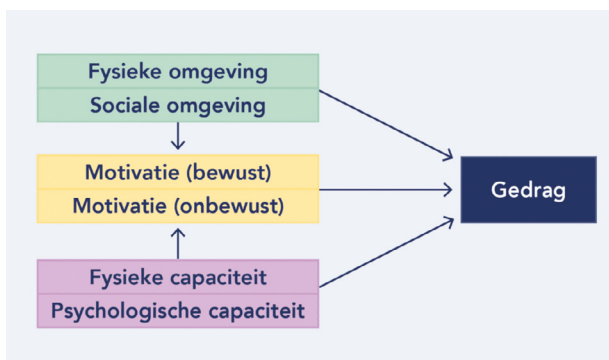 Fysieke omgeving
Sociale omgeving
Motivatie (bewust)
Motivatie (onbewust)
Gedrag
Fysieke capaciteit
Psychologische capaciteit